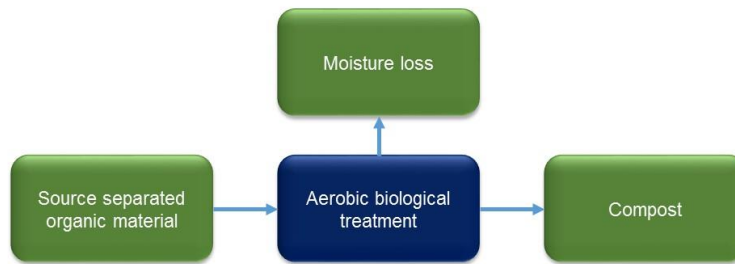 Moisture loss
Source separated
organic material
Aerobic biological
treatment
Compost